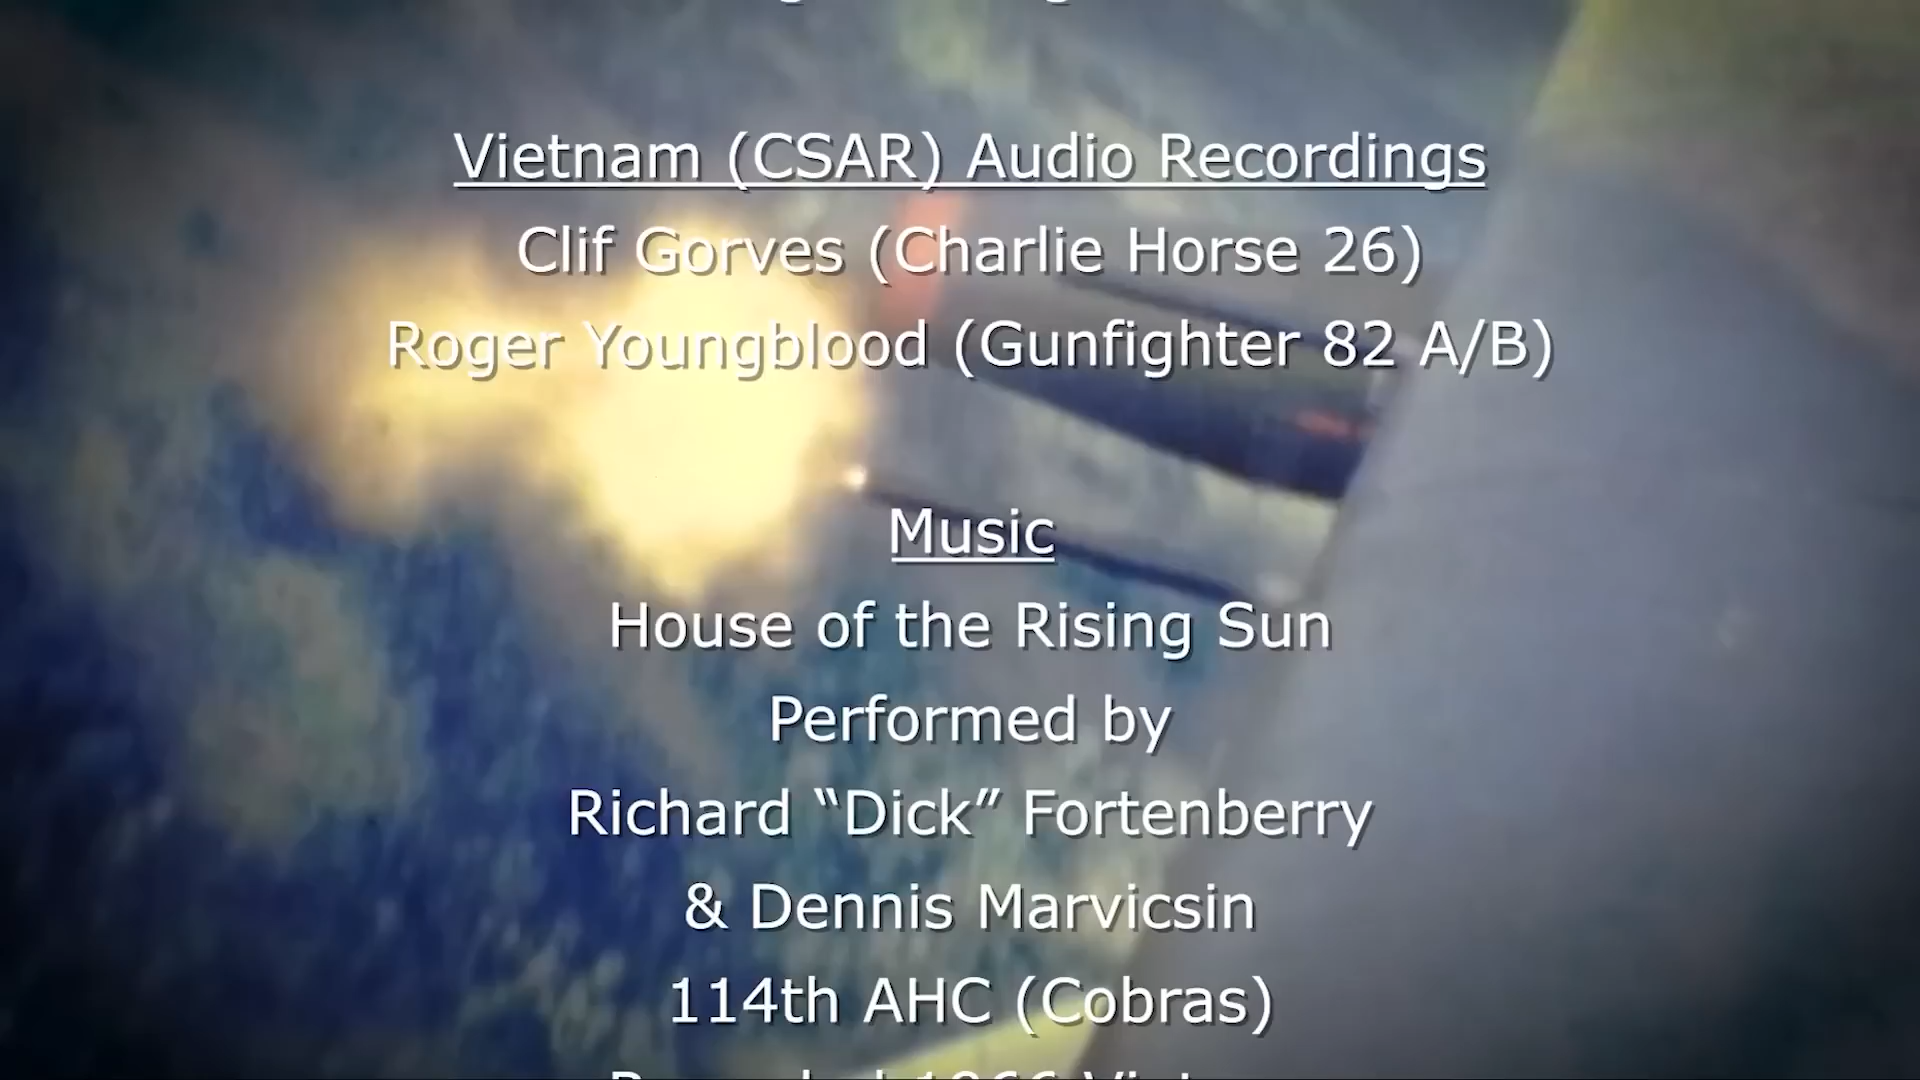 Vietnam (CSAR) Audio Recordings
Clif Gorves (Charlie Horse 26)
Roger Youngblood (Gunfighter 82 A/B)
Music
House of the Rising Sun
Performed by
Richard “Dick” Fortenberry
& Dennis Marvicsin
114th AHC (Cobras)